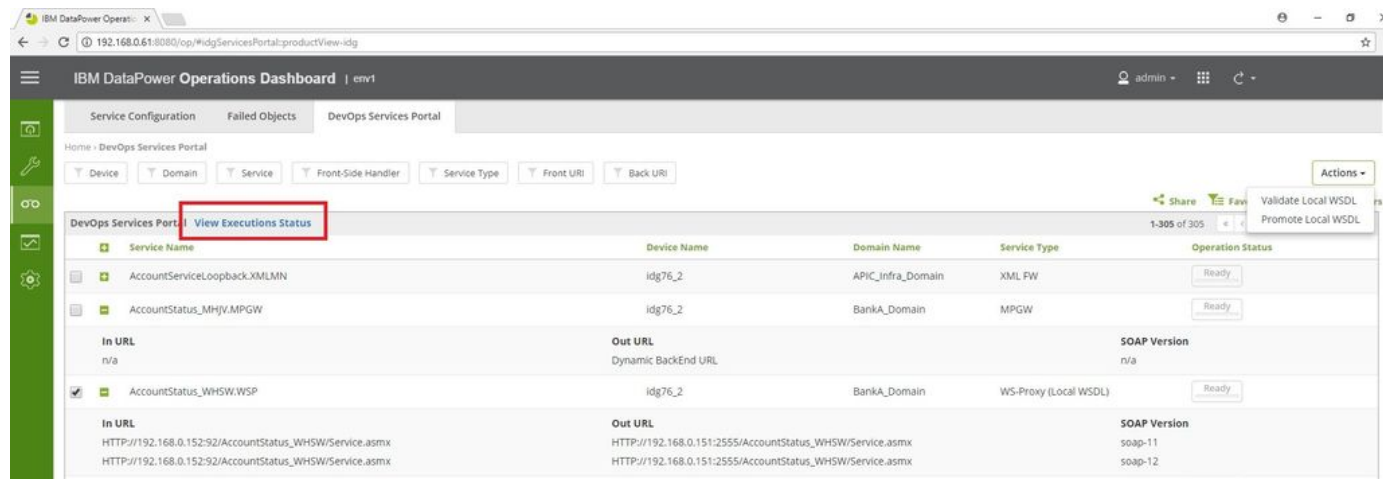 IBM DataPower Operatic
192.168.0.61:8080/op/#idgServicesPortal:productView-idg
IBM DataPower Operations Dashboard | env1
admin
Service Configuration Failed Objects DevOps Services Portal
Home › DevOps Services Portal
Device Domain Service Front-Side Handler Service Type Front URI Back URI Actions
Share Fav
Validate Local WSDL
Promote Local WSDL
DevOps Services Portal View Executions Status 1-305 of 305
Service Name Device Name Domain Name Service Type Operation Status
AccountServiceLoopback.XMLMN idg76_2 APIC_Infra_Domain XML FW Ready
AccountStatus_MHJV.MPGW idg76_2 BankA_Domain MPGW Ready
In URL Out URL SOAP Version
n/a Dynamic BackEnd URL n/a
AccountStatus_WHSW.WSP idg76_2 BankA_Domain WS-Proxy (Local WSDL) Ready
In URL Out URL SOAP Version
HTTP://192.168.0.152:92/AccountStatus_WHSW/Service.asmx HTTP://192.168.0.151:2555/AccountStatus_WHSW/Service.asmx soap-11
HTTP://192.168.0.152:92/AccountStatus_WHSW/Service.asmx HTTP://192.168.0.151:2555/AccountStatus_WHSW/Service.asmx soap-12